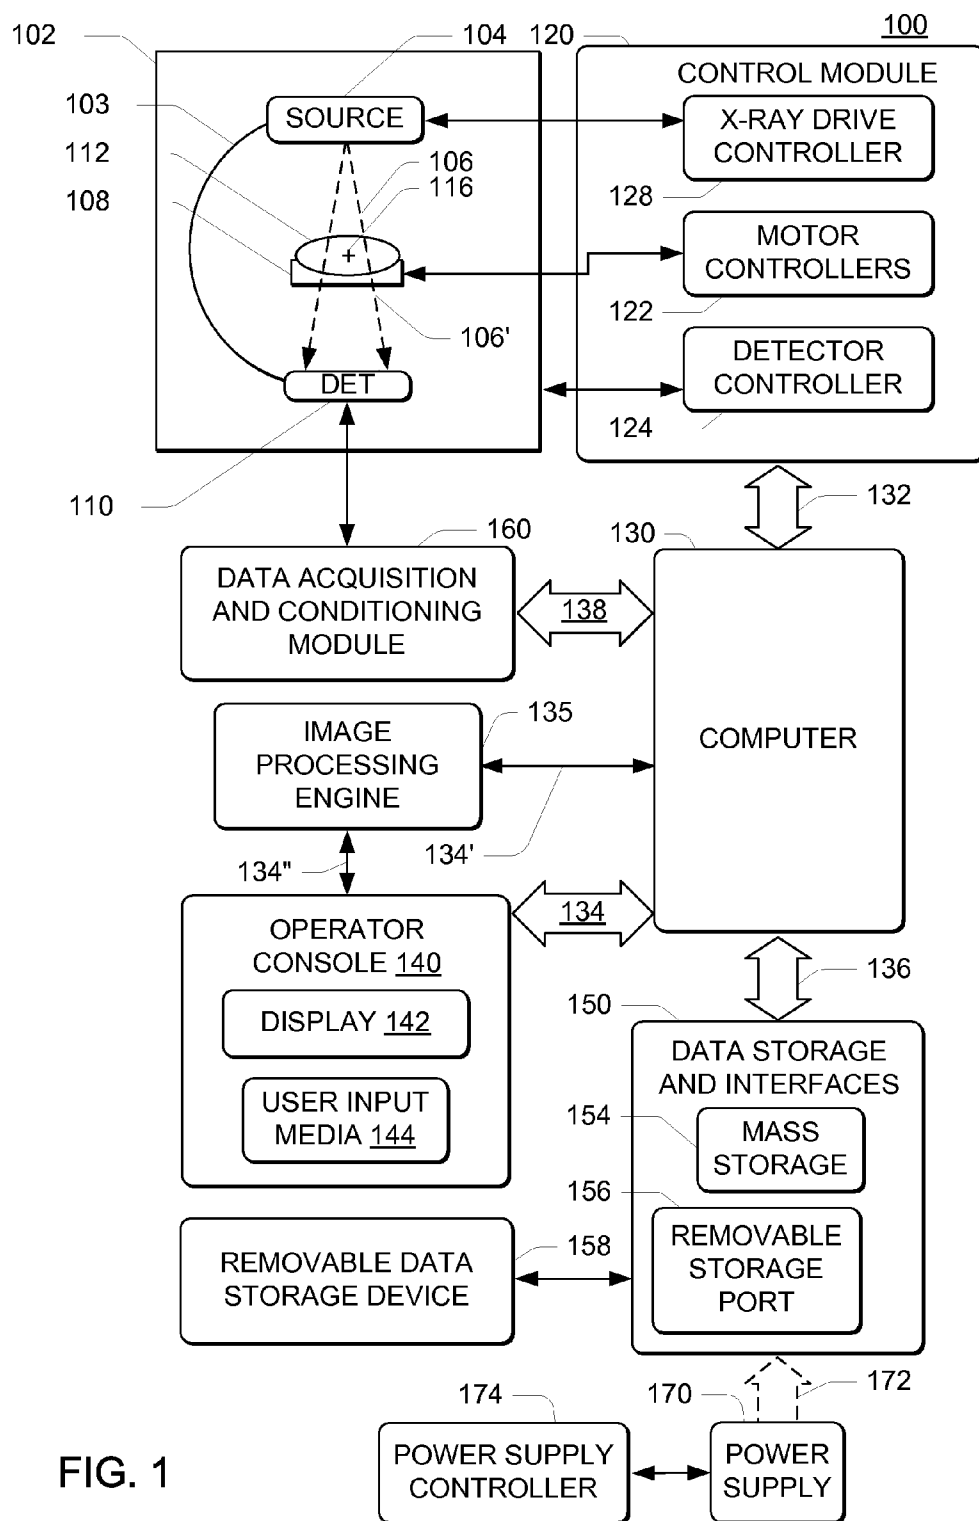 102
104
120
100
CONTROL MODULE
103
SOURCE
X-RAY DRIVE
CONTROLLER
112
106
116
128
108
MOTOR
CONTROLLERS
122
106'
DETECTOR
CONTROLLER
DET
124
110
132
160
130
DATA ACQUISITION
AND CONDITIONING
MODULE
138
135
IMAGE
PROCESSING
ENGINE
COMPUTER
134'
134"
134
OPERATOR
CONSOLE 140
136
150
DISPLAY 142
DATA STORAGE
AND INTERFACES
USER INPUT
MEDIA 144
154
MASS
STORAGE
156
158
REMOVABLE
STORAGE
PORT
REMOVABLE DATA
STORAGE DEVICE
174
170
172
POWER SUPPLY
CONTROLLER
POWER
SUPPLY
FIG. 1